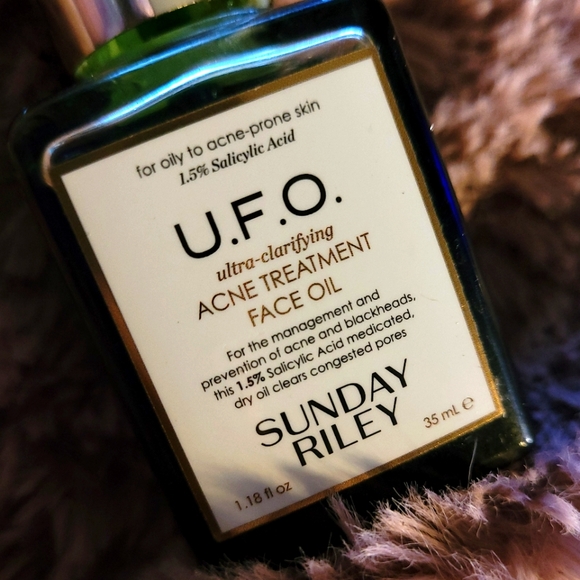 for oily to acne-prone skin
1.5% Salicylic Acid
U.F.O.
ultra-clarifying
ACNE TREATMENT
FACE OIL
For the management and
prevention of acne and blackheads,
this 1.5% Salicylic Acid medicated,
dry oil clears congested pores
SUNDAY
RILEY
1.18 fl oz
35 mL ℮